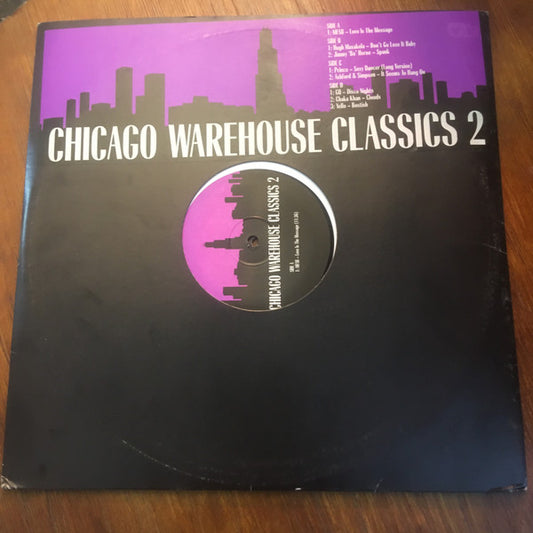 SIDE A
1: MFSB – Love Is The Message
SIDE B
1: Hugh Masekela – Don't Go Lose It Baby
2: Jimmy 'Bo' Horne – Spank
SIDE C
1: Prince – Sexy Dancer (Long Version)
2: Ashford & Simpson – It Seems To Hang On
SIDE D
1: GQ – Disco Nights
2: Chaka Khan – Clouds
3: Yello – Bostich
CHICAGO WAREHOUSE CLASSICS 2
CHICAGO WAREHOUSE CLASSICS 2
SIDE A
1: MFSB – Love Is The Message (11:26)